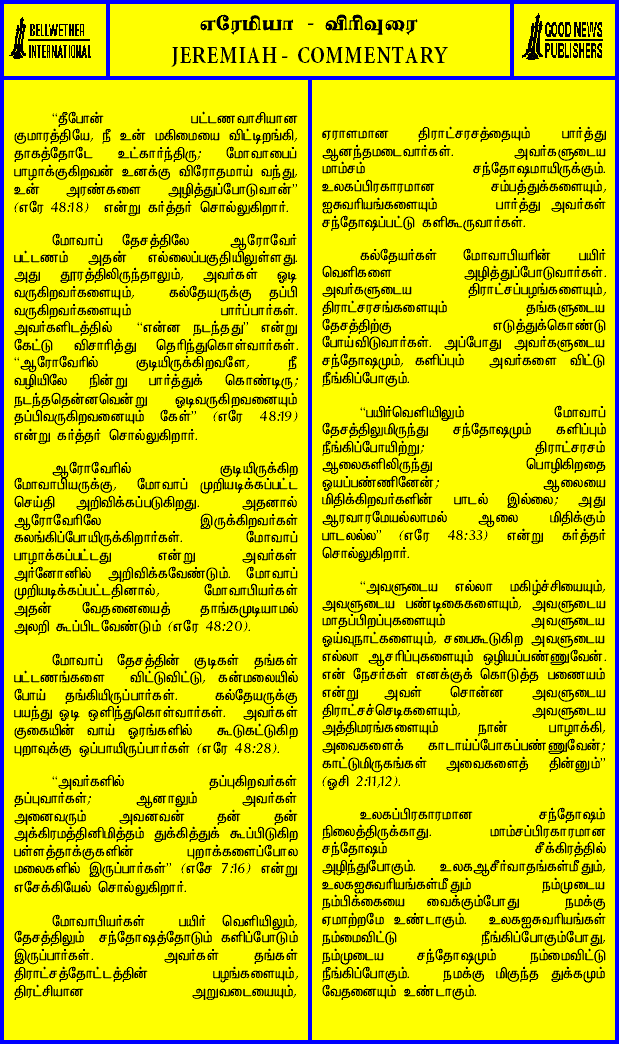 BELLWETHER
INTERNATIONAL
எரேமியா - விரிவுரை
JEREMIAH - COMMENTARY
GOOD NEWS
PUBLISHERS
“தீபோன் பட்டணவாசியான
குமாரத்தியே, நீ உன் மகிமையை விட்டிறங்கி,
தாகத்தோடே உட்கார்ந்திரு; மோவாபைப்
பாழாக்குகிறவன் உனக்கு விரோதமாய் வந்து,
உன் அரண்களை அழித்துப்போடுவான்”
(எரே 48:18) என்று கர்த்தர் சொல்லுகிறார்.
மோவாப் தேசத்திலே ஆரோவேர்
பட்டணம் அதன் எல்லைப்பகுதியிலுள்ளது.
அது தூரத்திலிருந்தாலும், அவர்கள் ஓடி
வருகிறவர்களையும், கல்தேயருக்கு தப்பி
வருகிறவர்களையும் பார்ப்பார்கள்.
அவர்களிடத்தில் “என்ன நடந்தது” என்று
கேட்டு விசாரித்து தெரிந்துகொள்வார்கள்.
“ஆரோவேரில் குடியிருக்கிறவளே, நீ
வழியிலே நின்று பார்த்துக் கொண்டிரு;
நடந்ததென்னவென்று ஓடிவருகிறவனையும்
தப்பிவருகிறவனையும் கேள்” (எரே 48:19)
என்று கர்த்தர் சொல்லுகிறார்.
ஆரோவேரில் குடியிருக்கிற
மோவாபியருக்கு, மோவாப் முறியடிக்கப்பட்ட
செய்தி அறிவிக்கப்படுகிறது. அதனால்
ஆரோவேரிலே இருக்கிறவர்கள்
கலங்கிப்போயிருக்கிறார்கள். மோவாப்
பாழாக்கப்பட்டது என்று அவர்கள்
அர்னோனில் அறிவிக்கவேண்டும். மோவாப்
முறியடிக்கப்பட்டதினால், மோவாபியர்கள்
அதன் வேதனையைத் தாங்கமுடியாமல்
அலறி கூப்பிடவேண்டும் (எரே 48:20).
மோவாப் தேசத்தின் குடிகள் தங்கள்
பட்டணங்களை விட்டுவிட்டு, கன்மலையில்
போய் தங்கியிருப்பார்கள். கல்தேயருக்கு
பயந்து ஓடி ஒளிந்துகொள்வார்கள். அவர்கள்
குகையின் வாய் ஓரங்களில் கூடுகட்டுகிற
புறாவுக்கு ஒப்பாயிருப்பார்கள் (எரே 48:28).
“அவர்களில் தப்புகிறவர்கள்
தப்புவார்கள்; ஆனாலும் அவர்கள்
அனைவரும் அவனவன் தன் தன்
அக்கிரமத்தினிமித்தம் துக்கித்துக் கூப்பிடுகிற
பள்ளத்தாக்குகளின் புறாக்களைப்போல
மலைகளில் இருப்பார்கள்” (எசே 7:16) என்று
எசேக்கியேல் சொல்லுகிறார்.
மோவாபியர்கள் பயிர் வெளியிலும்,
தேசத்திலும் சந்தோஷத்தோடும் களிப்போடும்
இருப்பார்கள். அவர்கள் தங்கள்
திராட்சத்தோட்டத்தின் பழங்களையும்,
திரட்சியான அறுவடையையும்,
ஏராளமான திராட்சரசத்தையும் பார்த்து
ஆனந்தமடைவார்கள். அவர்களுடைய
மாம்சம் சந்தோஷமாயிருக்கும்.
உலகப்பிரகாரமான சம்பத்துக்களையும்,
ஐசுவரியங்களையும் பார்த்து அவர்கள்
சந்தோஷப்பட்டு களிகூருவார்கள்.
கல்தேயர்கள் மோவாபியரின் பயிர்
வெளிகளை அழித்துப்போடுவார்கள்.
அவர்களுடைய திராட்சப்பழங்களையும்,
திராட்சரசங்களையும் தங்களுடைய
தேசத்திற்கு எடுத்துக்கொண்டு
போய்விடுவார்கள். அப்போது அவர்களுடைய
சந்தோஷமும், களிப்பும் அவர்களை விட்டு
நீங்கிப்போகும்.
“பயிர்வெளியிலும் மோவாப்
தேசத்திலுமிருந்து சந்தோஷமும் களிப்பும்
நீங்கிப்போயிற்று; திராட்சரசம்
ஆலைகளிலிருந்து பொழிகிறதை
ஓயப்பண்ணினேன்; ஆலையை
மிதிக்கிறவர்களின் பாடல் இல்லை; அது
ஆரவாரமேயல்லாமல் ஆலை மிதிக்கும்
பாடலல்ல” (எரே 48:33) என்று கர்த்தர்
சொல்லுகிறார்.
“அவளுடைய எல்லா மகிழ்ச்சியையும்,
அவளுடைய பண்டிகைகளையும், அவளுடைய
மாதப்பிறப்புகளையும் அவளுடைய
ஓய்வுநாட்களையும், சபைகூடுகிற அவளுடைய
எல்லா ஆசரிப்புகளையும் ஒழியப்பண்ணுவேன்.
என் நேசர்கள் எனக்குக் கொடுத்த பணையம்
என்று அவள் சொன்ன அவளுடைய
திராட்சச்செடிகளையும், அவளுடைய
அத்திமரங்களையும் நான் பாழாக்கி,
அவைகளைக் காடாய்ப்போகப்பண்ணுவேன்;
காட்டுமிருகங்கள் அவைகளைத் தின்னும்”
(ஓசி 2:11,12).
உலகப்பிரகாரமான சந்தோஷம்
நிலைத்திருக்காது. மாம்சப்பிரகாரமான
சந்தோஷம் சீக்கிரத்தில்
அழிந்துபோகும். உலகஆசீர்வாதங்கள்மீதும்,
உலகஐசுவரியங்கள்மீதும் நம்முடைய
நம்பிக்கையை வைக்கும்போது நமக்கு
ஏமாற்றமே உண்டாகும். உலகஐசுவரியங்கள்
நம்மைவிட்டு நீங்கிப்போகும்போது,
நம்முடைய சந்தோஷமும் நம்மைவிட்டு
நீங்கிப்போகும். நமக்கு மிகுந்த துக்கமும்
வேதனையும் உண்டாகும்.